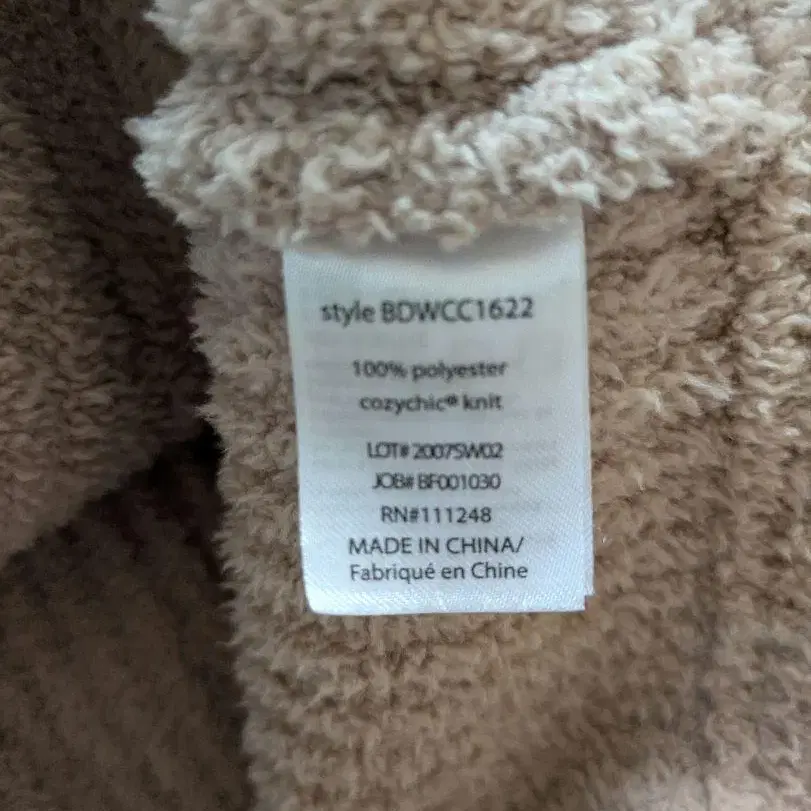 style BDWCC1622
100% polyester
cozychic® knit
LOT# 2007SW02
JOB# BF001030
RN#111248
MADE IN CHINA/
Fabriqué en Chine